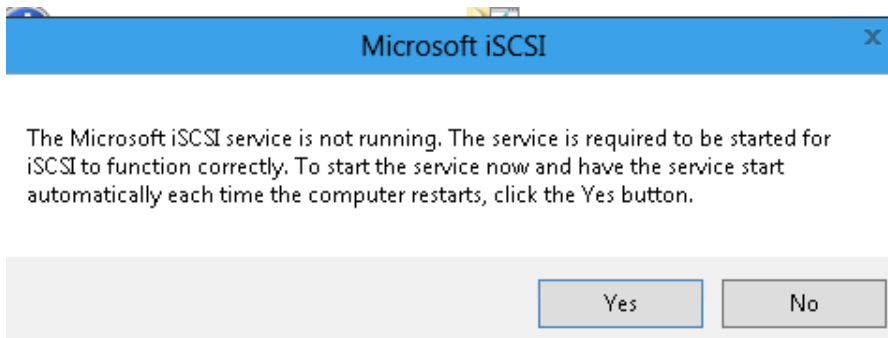 Microsoft iSCSI
x
The Microsoft iSCSI service is not running. The service is required to be started for
iSCSI to function correctly. To start the service now and have the service start
automatically each time the computer restarts, click the Yes button.
Yes No